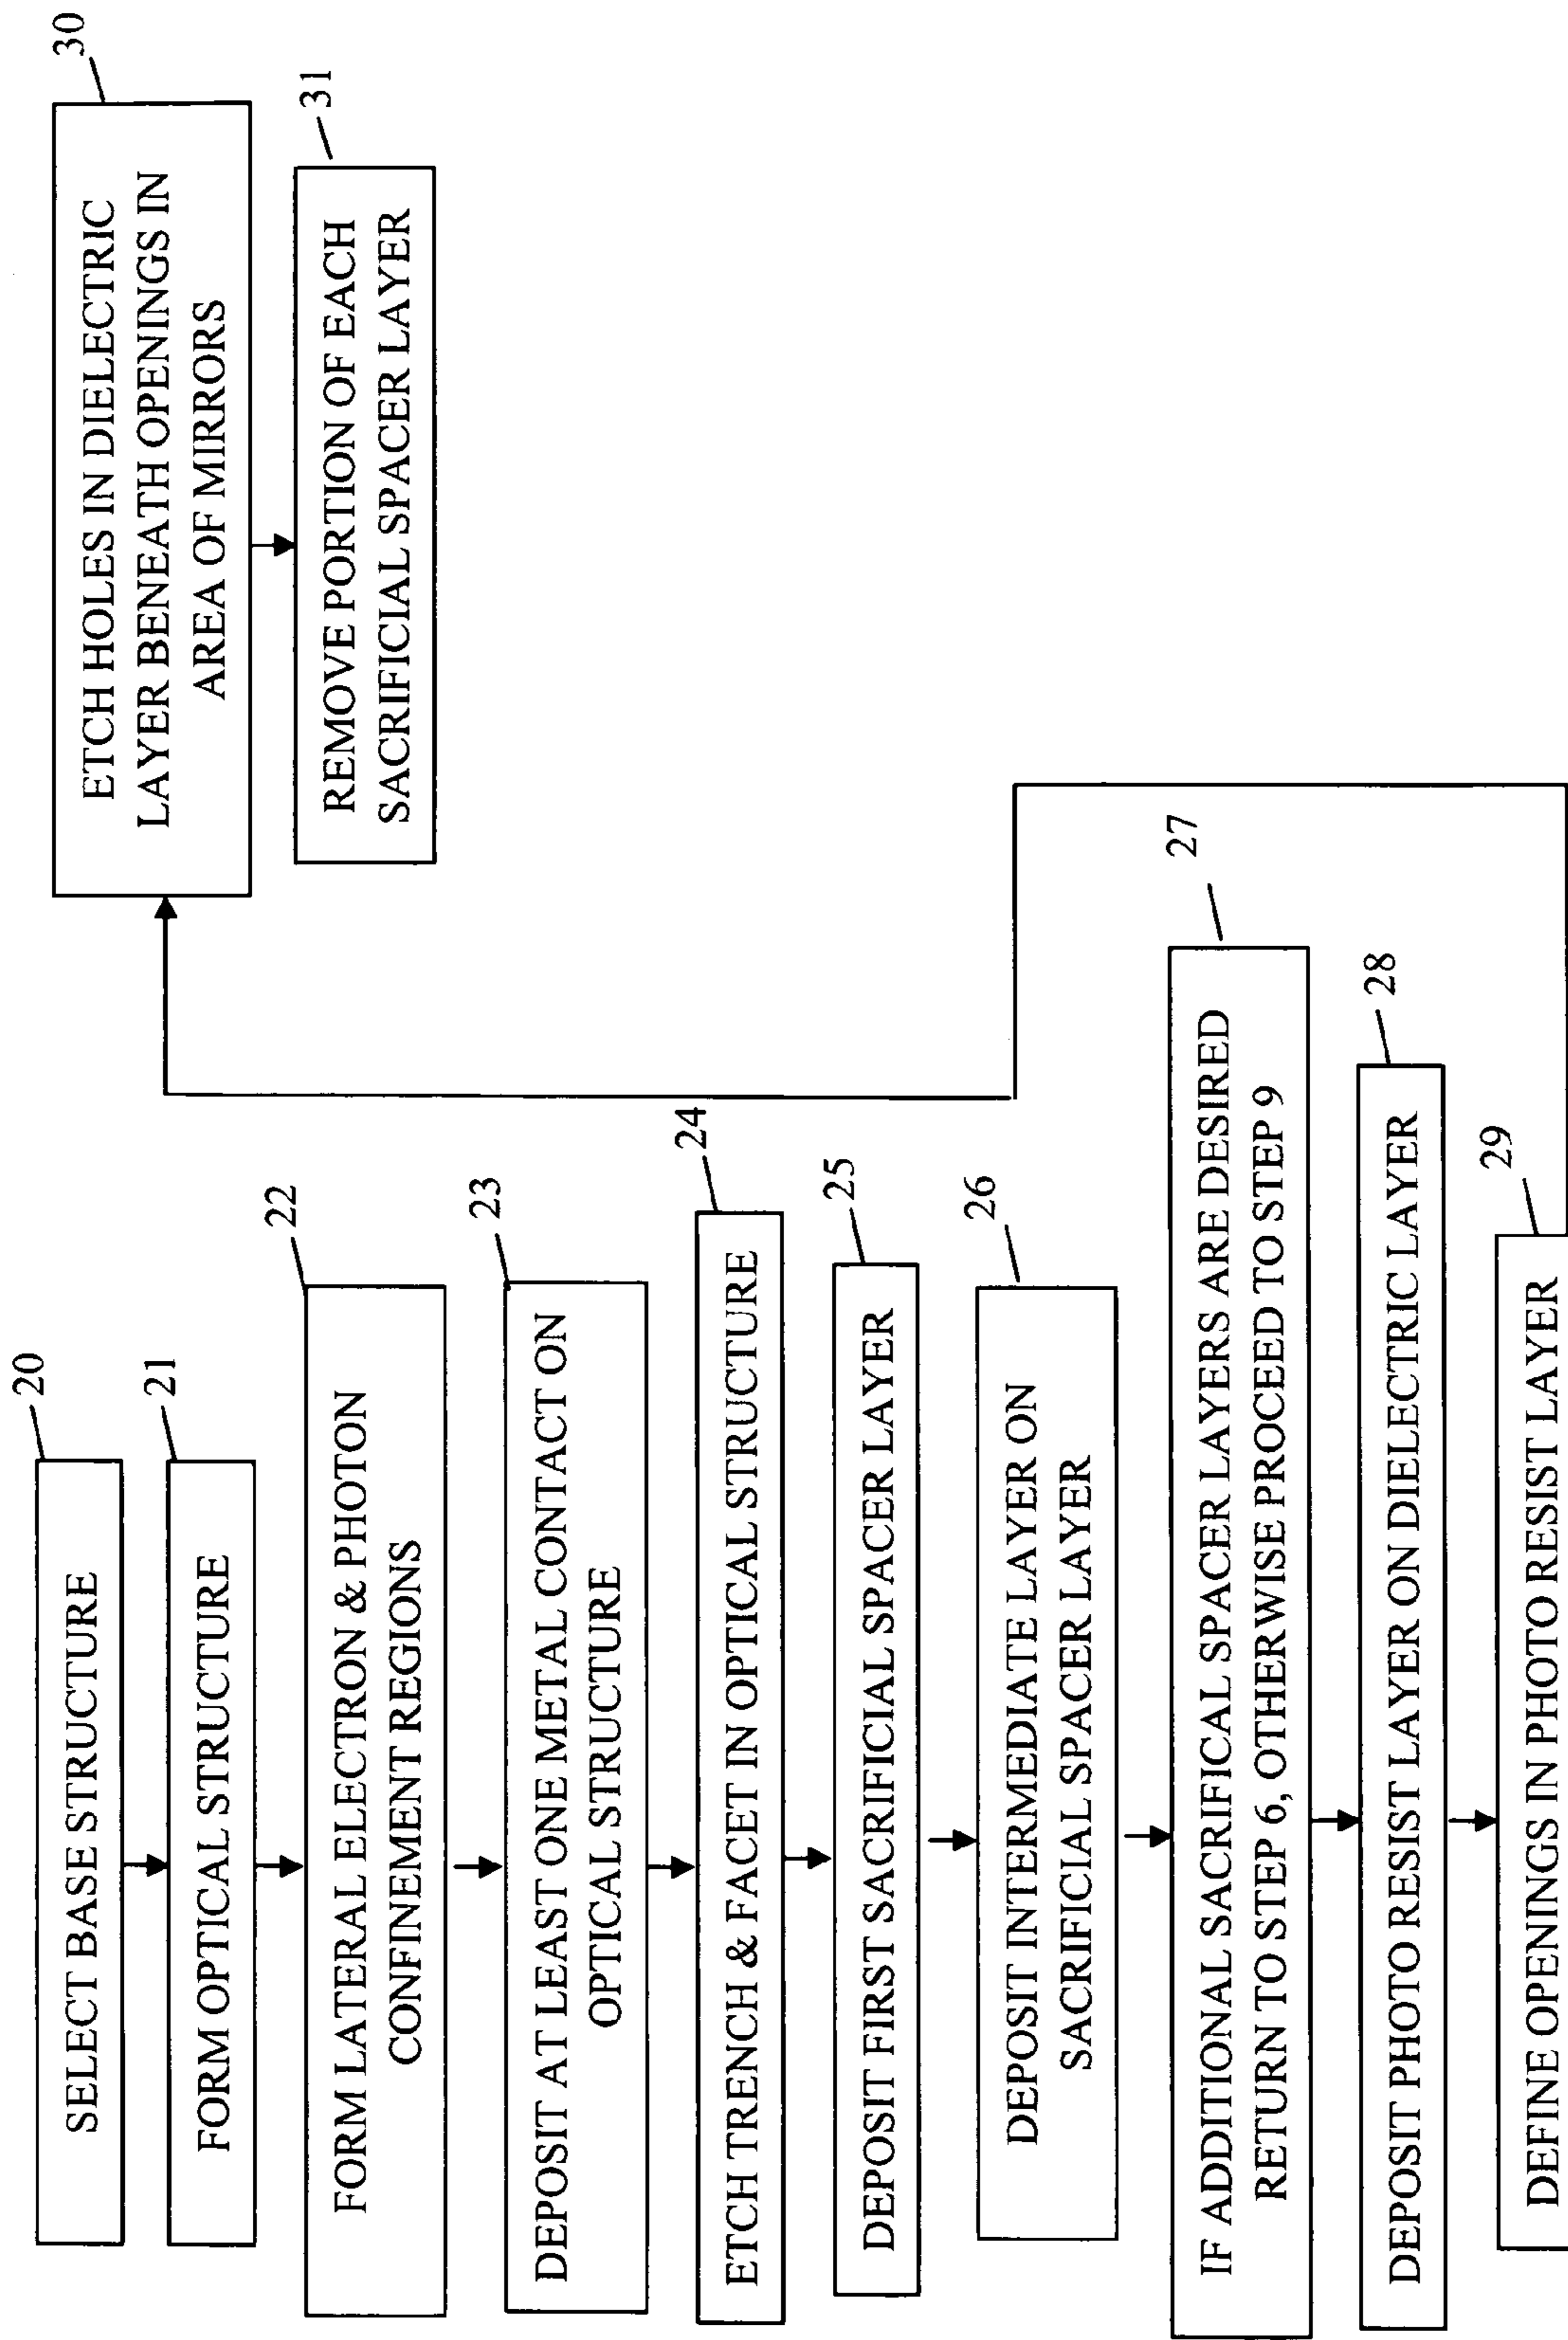 20
SELECT BASE STRUCTURE
21
FORM OPTICAL STRUCTURE
22
FORM LATERAL ELECTRON & PHOTON
CONFINEMENT REGIONS
23
DEPOSIT AT LEAST ONE METAL CONTACT ON
OPTICAL STRUCTURE
24
ETCH TRENCH & FACET IN OPTICAL STRUCTURE
25
DEPOSIT FIRST SACRIFICIAL SPACER LAYER
26
DEPOSIT INTERMEDIATE LAYER ON
SACRIFICIAL SPACER LAYER
27
IF ADDITIONAL SACRIFICAL SPACER LAYERS ARE DESIRED
RETURN TO STEP 6, OTHERWISE PROCEED TO STEP 9
28
DEPOSIT PHOTO RESIST LAYER ON DIELECTRIC LAYER
29
DEFINE OPENINGS IN PHOTO RESIST LAYER
30
ETCH HOLES IN DIELECTRIC
LAYER BENEATH OPENINGS IN
AREA OF MIRRORS
31
REMOVE PORTION OF EACH
SACRIFICIAL SPACER LAYER